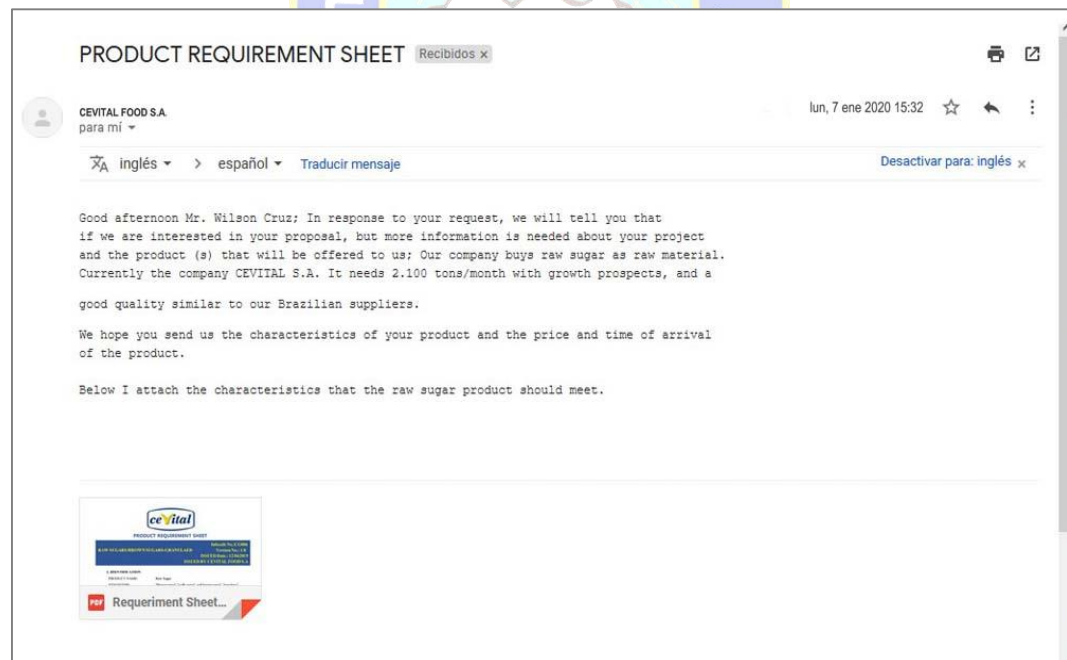 PRODUCT REQUIREMENT SHEET Recibidos x
CEVITAL FOOD S.A.
lun, 7 ene 2020 15:32
para mí
inglés > español Traducir mensaje
Desactivar para: inglés x
Good afternoon Mr. Wilson Cruz; In response to your request, we will tell you that
if we are interested in your proposal, but more information is needed about your project
and the product (s) that will be offered to us; Our company buys raw sugar as raw material.
Currently the company CEVITAL S.A. It needs 2.100 tons/month with growth prospects, and a
good quality similar to our Brazilian suppliers.
We hope you send us the characteristics of your product and the price and time of arrival
of the product.
Below I attach the characteristics that the raw sugar product should meet.
cevital
PRODUCT REQUIREMENT SHEET
PDF Requeriment Sheet...